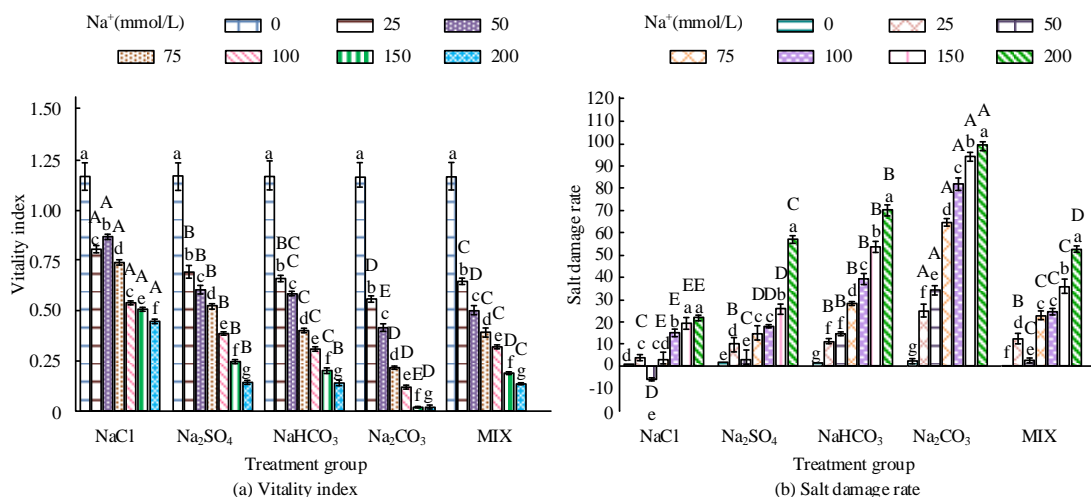 Na⁺(mmol/L) 0 25 50
75 100 150 200
1.50
1.25
1.00
0.75
0.50
0.25
0
Vitality index
a A c A b A d A e A e A f
a B b B c B d B e B f B g
a BC b C c C d C e C f B g
a D b E c D d D e E f D g
a C b C c C d C e D f C g
NaCl Na₂SO₄ NaHCO₃ Na₂CO₃ MIX
Treatment group
(a) Vitality index
Na⁺(mmol/L) 0 25 50
75 100 150 200
120
110
100
90
80
70
60
50
40
30
20
10
0
-10
0
Salt damage rate
d C c D e E cd E b E a E a
e B d C e D c D c D b C a
g B f B f B d B c B b B a
g A f A e A d A c A b A a
f B d C e C c C c C b D a
NaCl Na₂SO₄ NaHCO₃ Na₂CO₃ MIX
Treatment group
(b) Salt damage rate